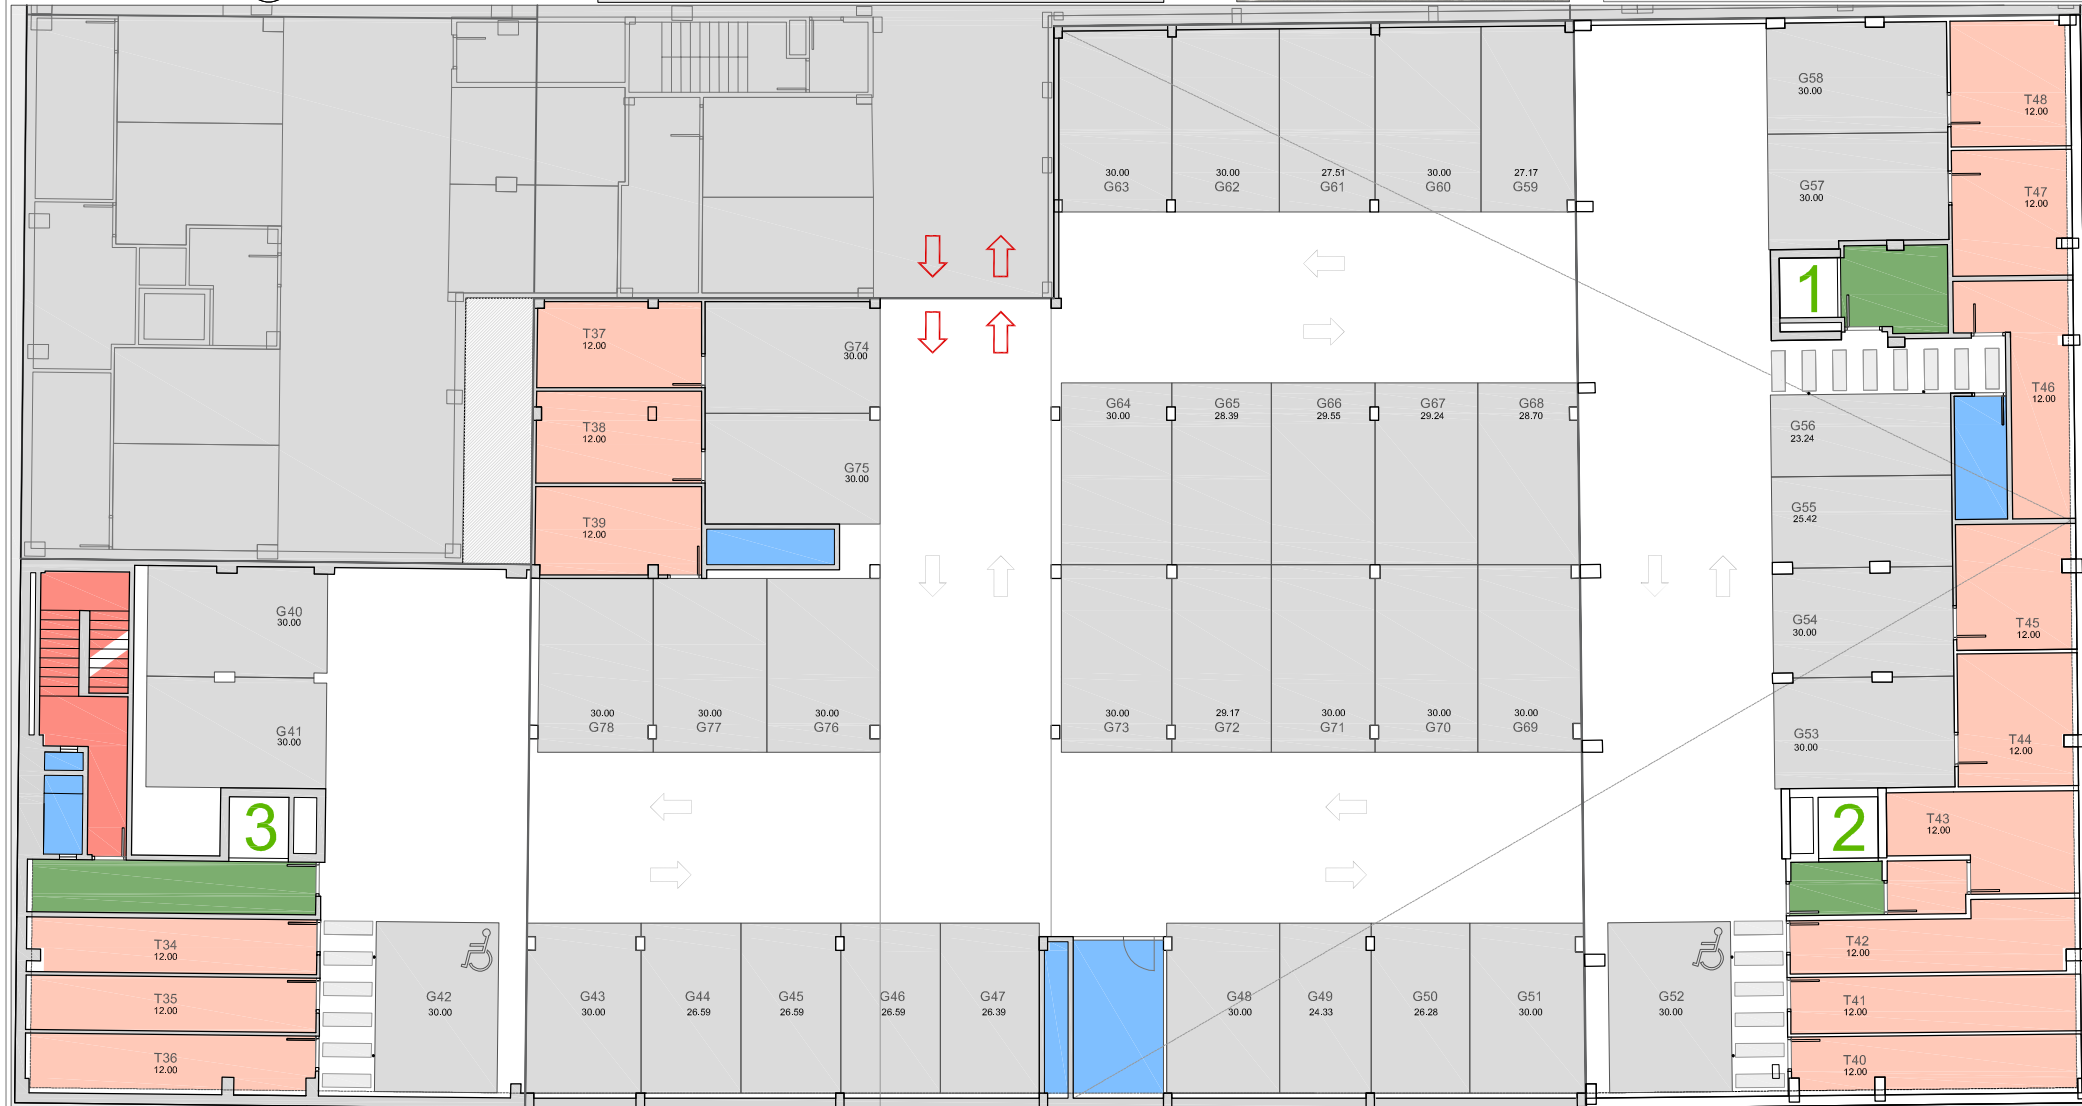 G58
30.00
T48
12.00
30.00
G63
30.00
G62
27.51
G61
30.00
G60
27.17
G59
G57
30.00
T47
12.00
1
T37
12.00
G74
30.00
T38
12.00
G75
30.00
T39
12.00
G64
30.00
G65
28.39
G66
29.55
G67
29.24
G68
28.70
T46
12.00
G56
23.24
G55
25.42
G40
30.00
G54
30.00
T45
12.00
G41
30.00
30.00
G78
30.00
G77
30.00
G76
30.00
G73
29.17
G72
30.00
G71
30.00
G70
30.00
G69
G53
30.00
T44
12.00
3
2
T43
12.00
T34
12.00
T35
12.00
T36
12.00
G42
30.00
G43
30.00
G44
26.59
G45
26.59
G46
26.59
G47
26.39
G48
30.00
G49
24.33
G50
26.28
G51
30.00
G52
30.00
T42
12.00
T41
12.00
T40
12.00